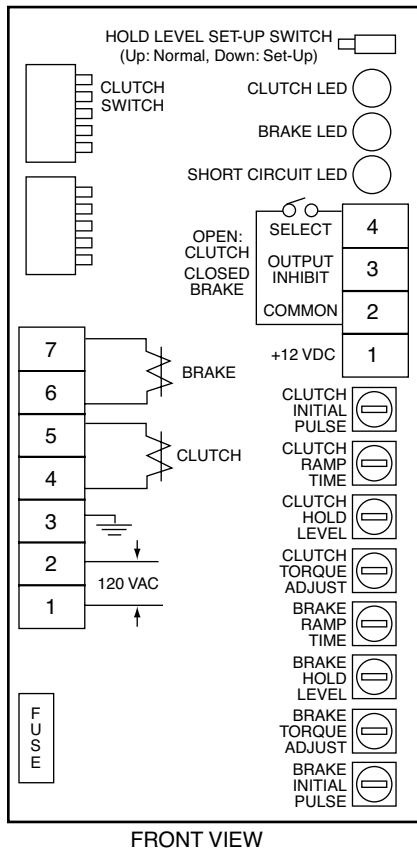 HOLD LEVEL SET-UP SWITCH
(Up: Normal, Down: Set-Up)
CLUTCH
SWITCH
CLUTCH LED
BRAKE LED
SHORT CIRCUIT LED
OPEN:
CLUTCH
CLOSED
BRAKE
SELECT
4
OUTPUT
INHIBIT
3
COMMON
2
+12 VDC
1
7
6
BRAKE
5
4
CLUTCH
3
2
1
120 VAC
CLUTCH
INITIAL
PULSE
CLUTCH
RAMP
TIME
CLUTCH
HOLD
LEVEL
CLUTCH
TORQUE
ADJUST
BRAKE
RAMP
TIME
BRAKE
HOLD
LEVEL
BRAKE
TORQUE
ADJUST
BRAKE
INITIAL
PULSE
F
U
S
E
FRONT VIEW